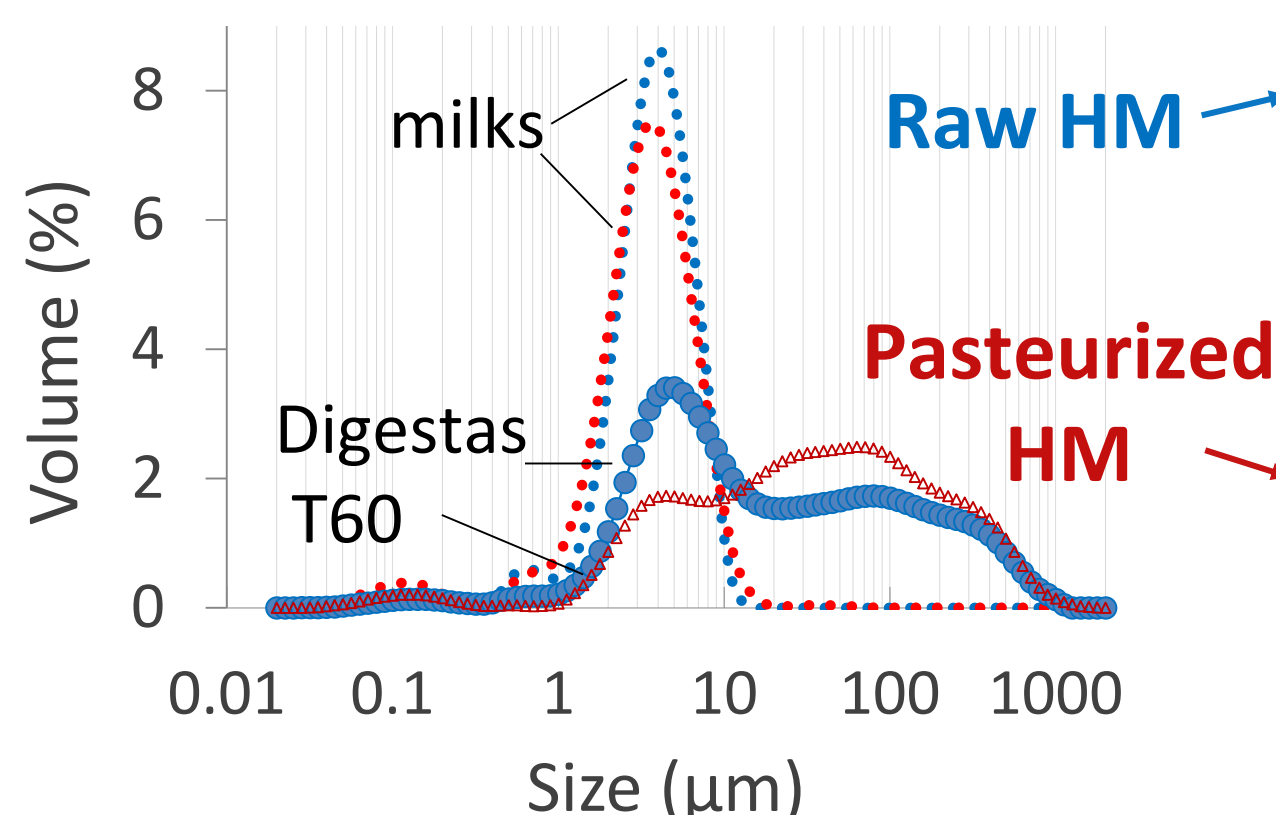 8
6
4
2
0
Volume (%)
milks
Raw HM
Pasteurized
HM
Digestas
T60
0.01 0.1 1 10 100 1000
Size (µm)